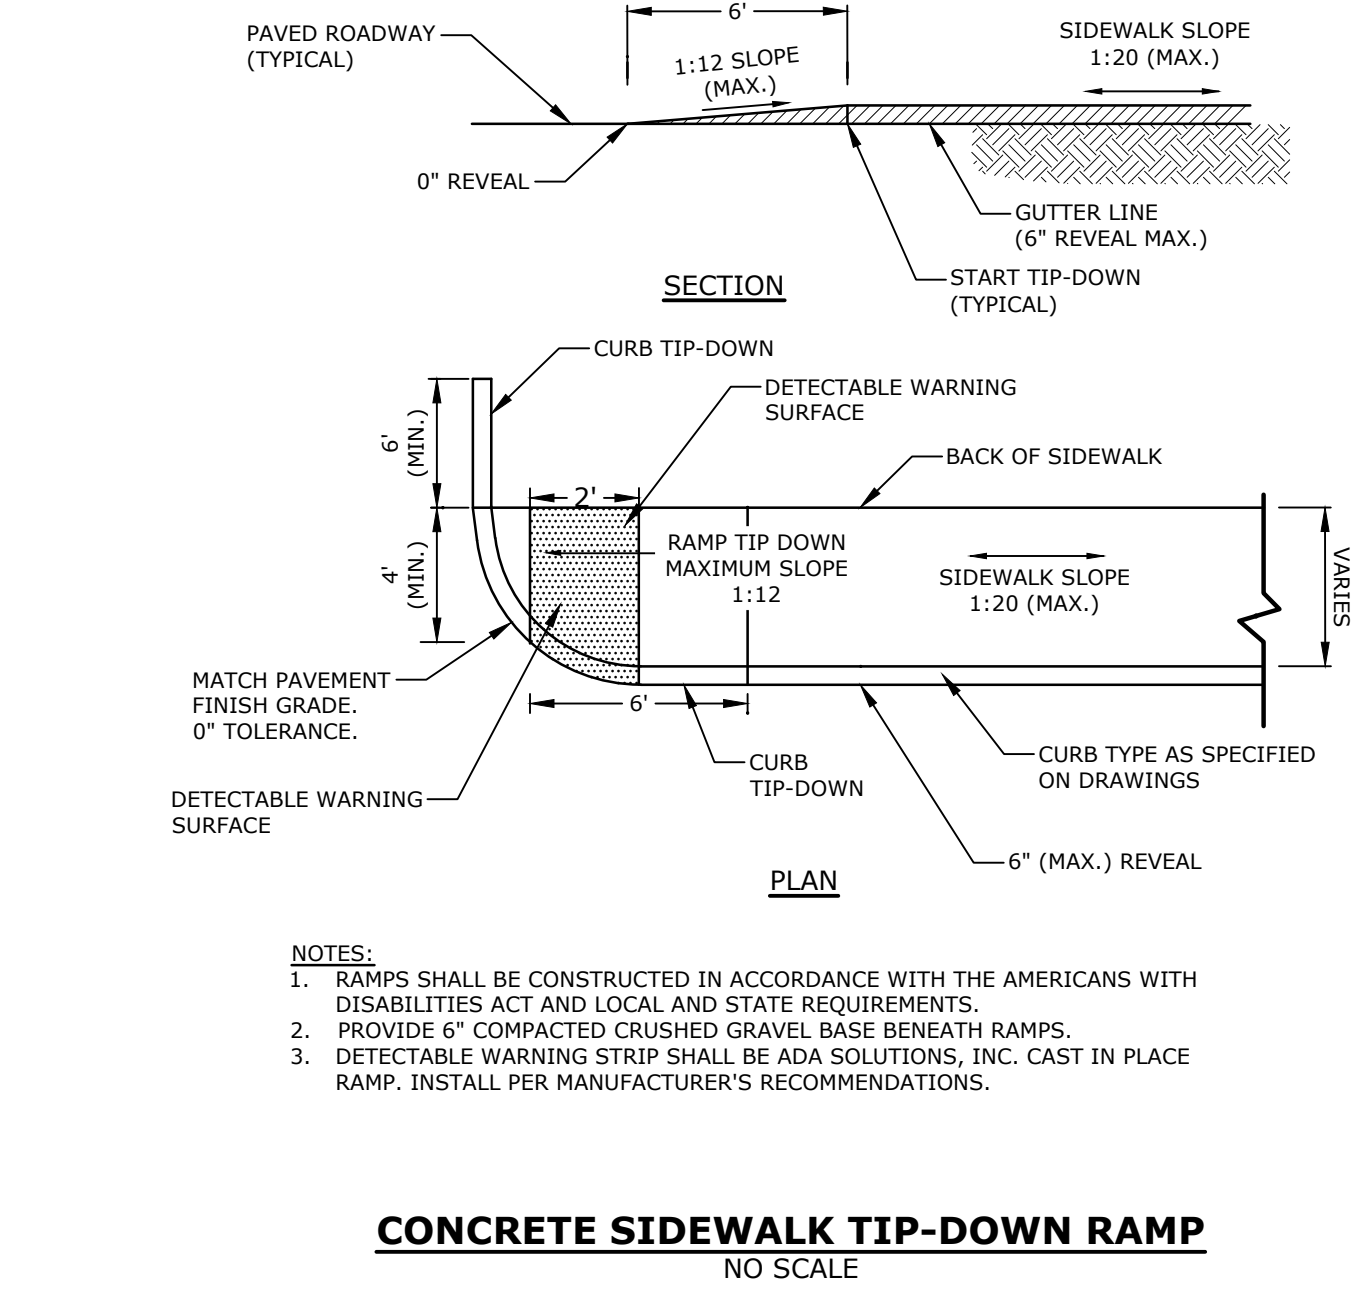 6'
PAVED ROADWAY
(TYPICAL)
SIDEWALK SLOPE
1:20 (MAX.)
1:12 SLOPE
(MAX.)
0" REVEAL
GUTTER LINE
(6" REVEAL MAX.)
START TIP-DOWN
(TYPICAL)
SECTION
CURB TIP-DOWN
DETECTABLE WARNING
SURFACE
6'
(MIN.)
BACK OF SIDEWALK
2'
4'
(MIN.)
RAMP TIP DOWN
MAXIMUM SLOPE
1:12
SIDEWALK SLOPE
1:20 (MAX.)
VARIES
MATCH PAVEMENT
FINISH GRADE.
0" TOLERANCE.
6'
CURB
TIP-DOWN
CURB TYPE AS SPECIFIED
ON DRAWINGS
DETECTABLE WARNING
SURFACE
6" (MAX.) REVEAL
PLAN
NOTES:
1. RAMPS SHALL BE CONSTRUCTED IN ACCORDANCE WITH THE AMERICANS WITH
DISABILITIES ACT AND LOCAL AND STATE REQUIREMENTS.
2. PROVIDE 6" COMPACTED CRUSHED GRAVEL BASE BENEATH RAMPS.
3. DETECTABLE WARNING STRIP SHALL BE ADA SOLUTIONS, INC. CAST IN PLACE
RAMP. INSTALL PER MANUFACTURER'S RECOMMENDATIONS.
CONCRETE SIDEWALK TIP-DOWN RAMP
NO SCALE